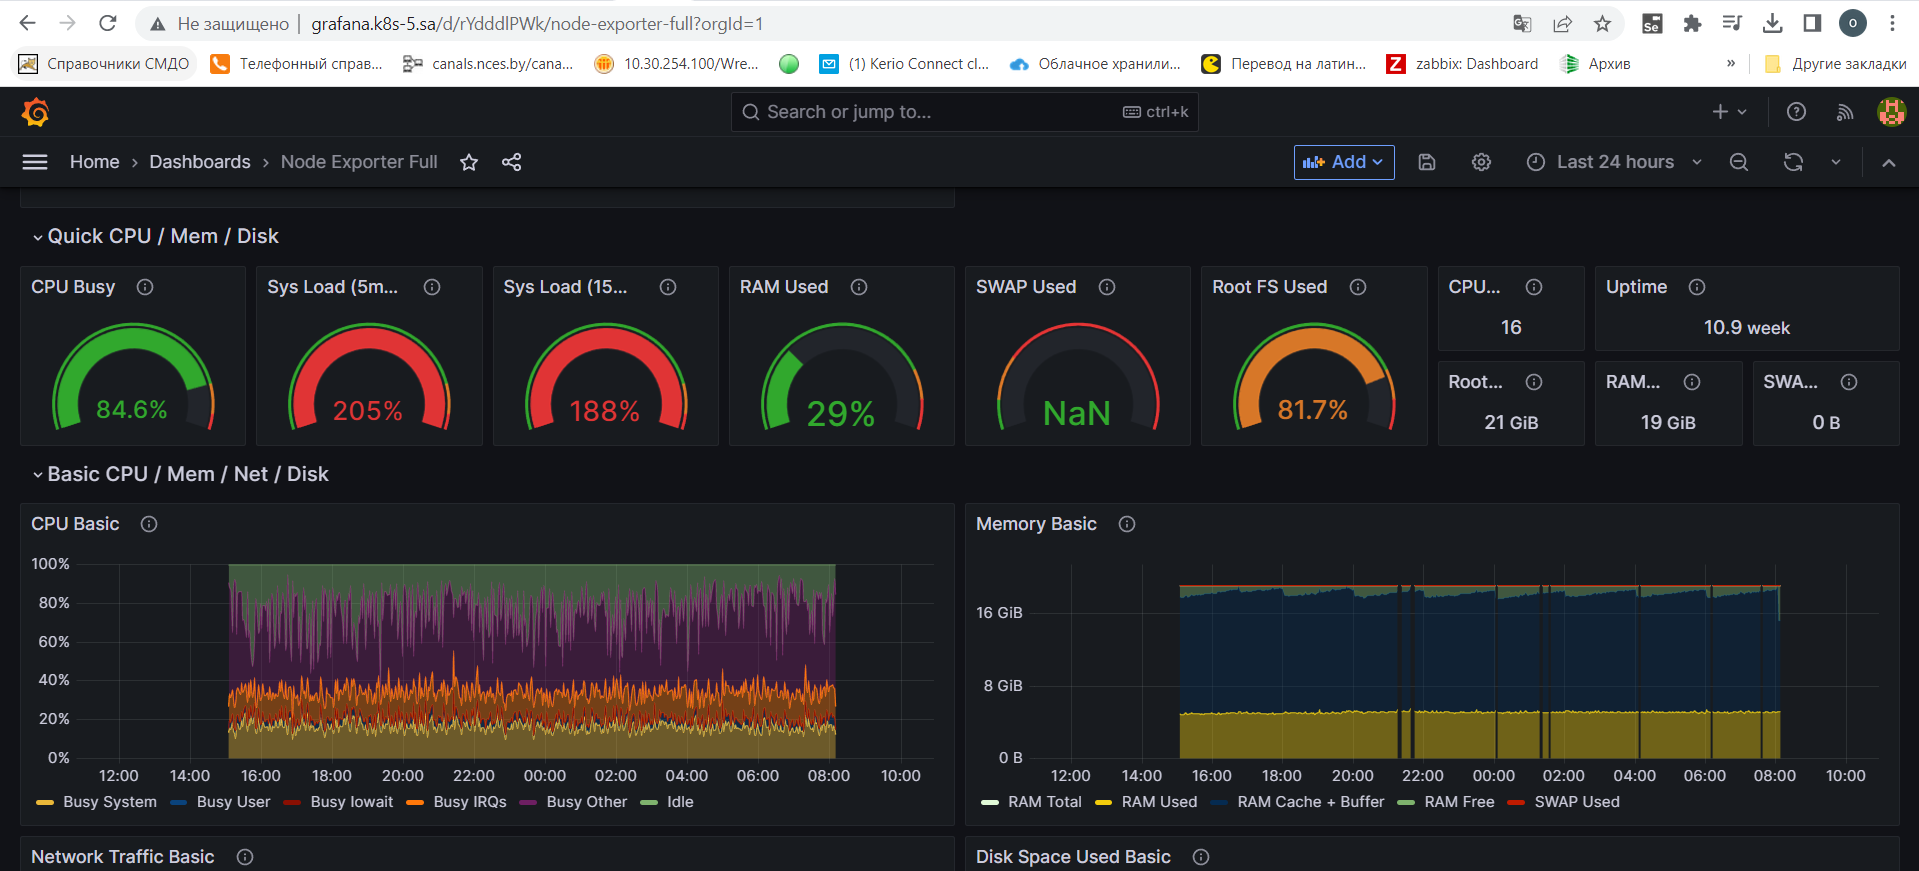 Не защищено | grafana.k8s-5.sa/d/rYdddlPWk/node-exporter-full?orgId=1
Se
о
Справочники СМДО
Телефонный справ...
canals.nces.by/cana...
10.30.254.100/Wre...
(1) Kerio Connect cl...
Облачное хранили...
Перевод на латин...
Z zabbix: Dashboard
Архив
»
Другие закладки
Search or jump to...
ctrl+k
Home › Dashboards › Node Exporter Full
Add
Last 24 hours
Quick CPU / Mem / Disk
CPU Busy
84.6%
Sys Load (5m...
205%
Sys Load (15...
188%
RAM Used
29%
SWAP Used
NaN
Root FS Used
81.7%
CPU...
16
Uptime
10.9 week
Root...
21 GiB
RAM...
19 GiB
SWA...
0 B
Basic CPU / Mem / Net / Disk
CPU Basic
100%
80%
60%
40%
20%
0%
12:00 14:00 16:00 18:00 20:00 22:00 00:00 02:00 04:00 06:00 08:00 10:00
Busy System Busy User Busy Iowait Busy IRQs Busy Other Idle
Memory Basic
16 GiB
8 GiB
0 B
12:00 14:00 16:00 18:00 20:00 22:00 00:00 02:00 04:00 06:00 08:00 10:00
RAM Total RAM Used RAM Cache + Buffer RAM Free SWAP Used
Network Traffic Basic
Disk Space Used Basic